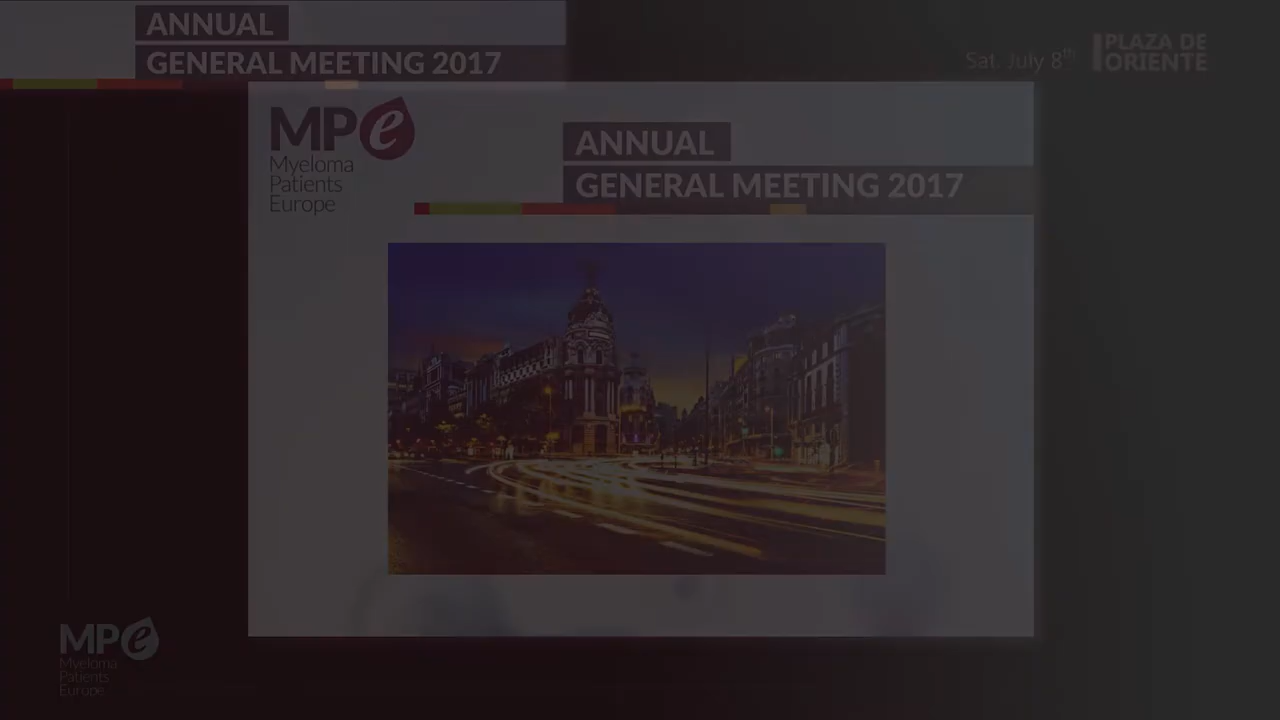 ANNUAL
GENERAL MEETING 2017
Sat. July 8th
PLAZA DE
ORIENTE
MPe
Myeloma
Patients
Europe
ANNUAL
GENERAL MEETING 2017
MPe
Myeloma
Patients
Europe